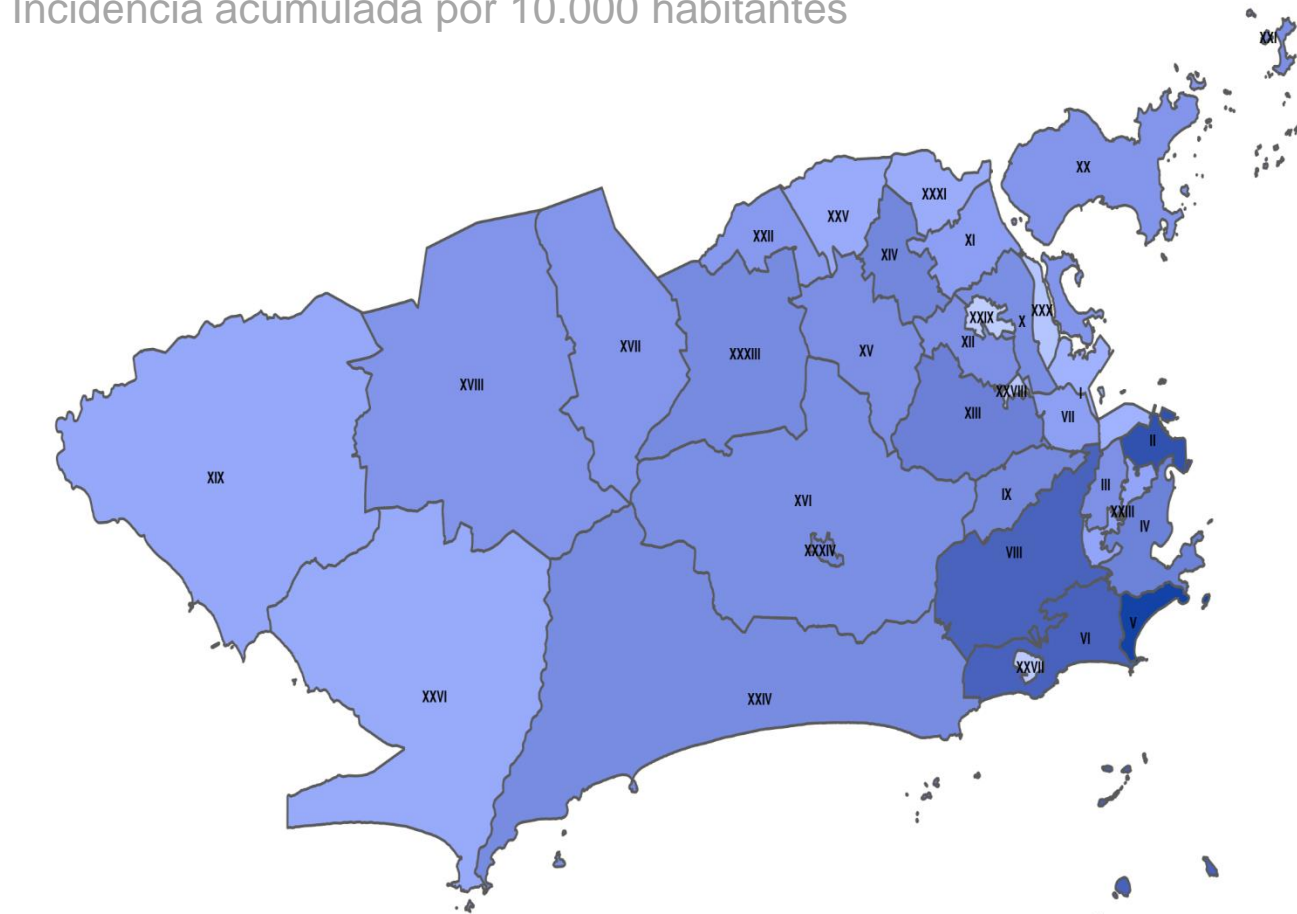 Incidência acumulada por 10.000 habitantes
XXI
XX
XXXI
XXV
XXII
XI
XIV
XXX
XXIX
X
XII
XVII
XXXIII
XV
XVIII
XXVIII
I
XIII
VII
II
XIX
III
IX
XVI
XXIII
IV
XXXIV
VIII
V
VI
XXVII
XXVI
XXIV